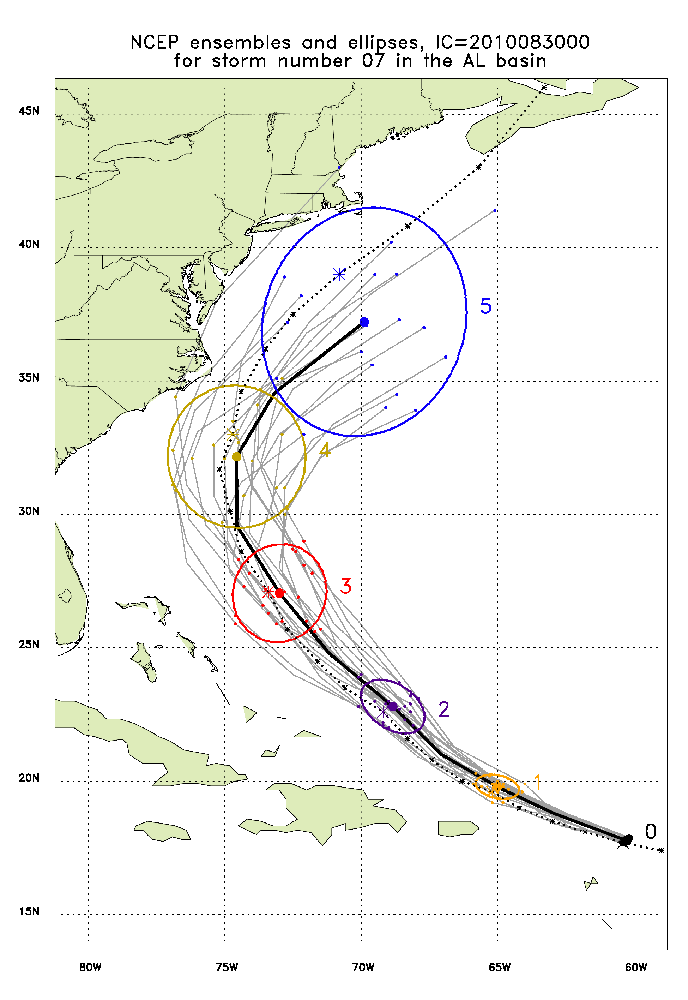 NCEP ensembles and ellipses, IC=2010083000
for storm number 07 in the AL basin
45N
40N
5
35N
4
30N
3
25N
2
20N
1
0
15N
80W 75W 70W 65W 60W